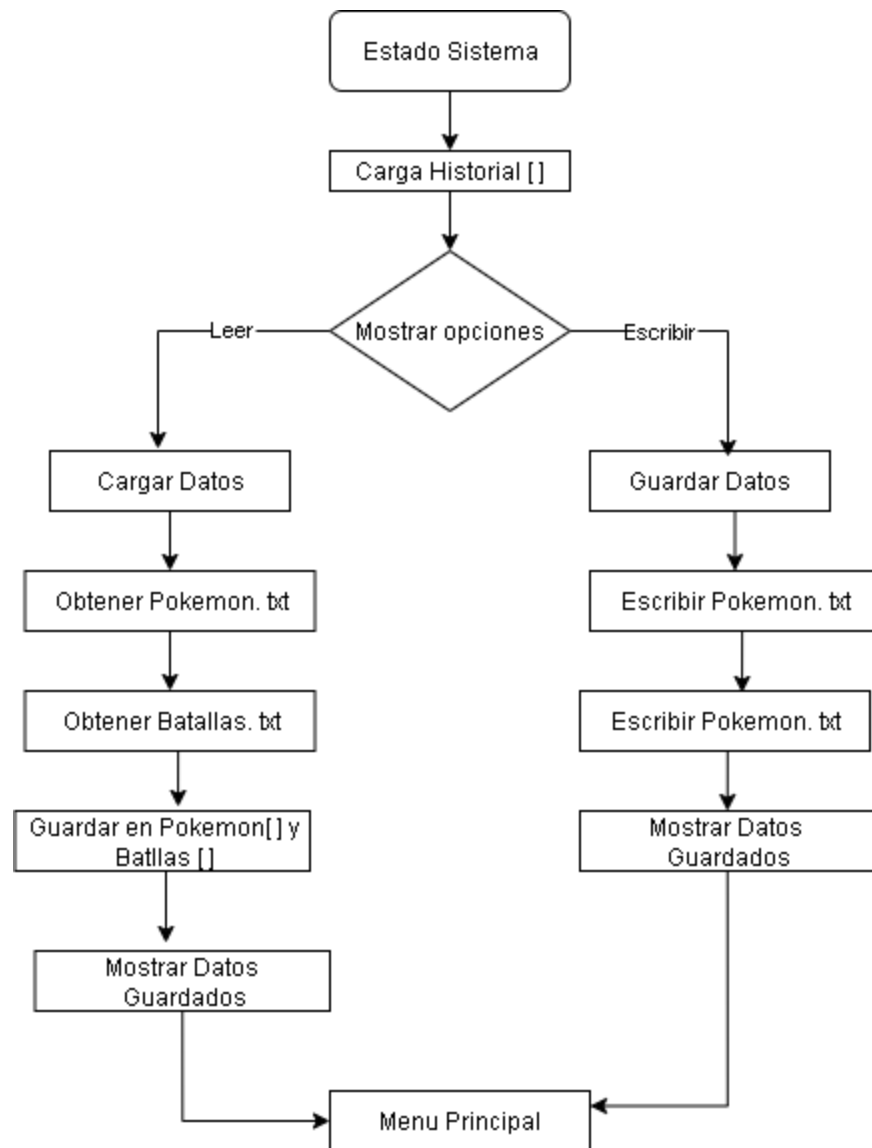 Estado Sistema
Carga Historial [ ]
Mostrar opciones
Leer
Escribir
Cargar Datos
Obtener Pokemon. txt
Obtener Batallas. txt
Guardar en Pokemon[ ] y
Batllas [ ]
Mostrar Datos
Guardados
Guardar Datos
Escribir Pokemon. txt
Escribir Pokemon. txt
Mostrar Datos
Guardados
Menu Principal